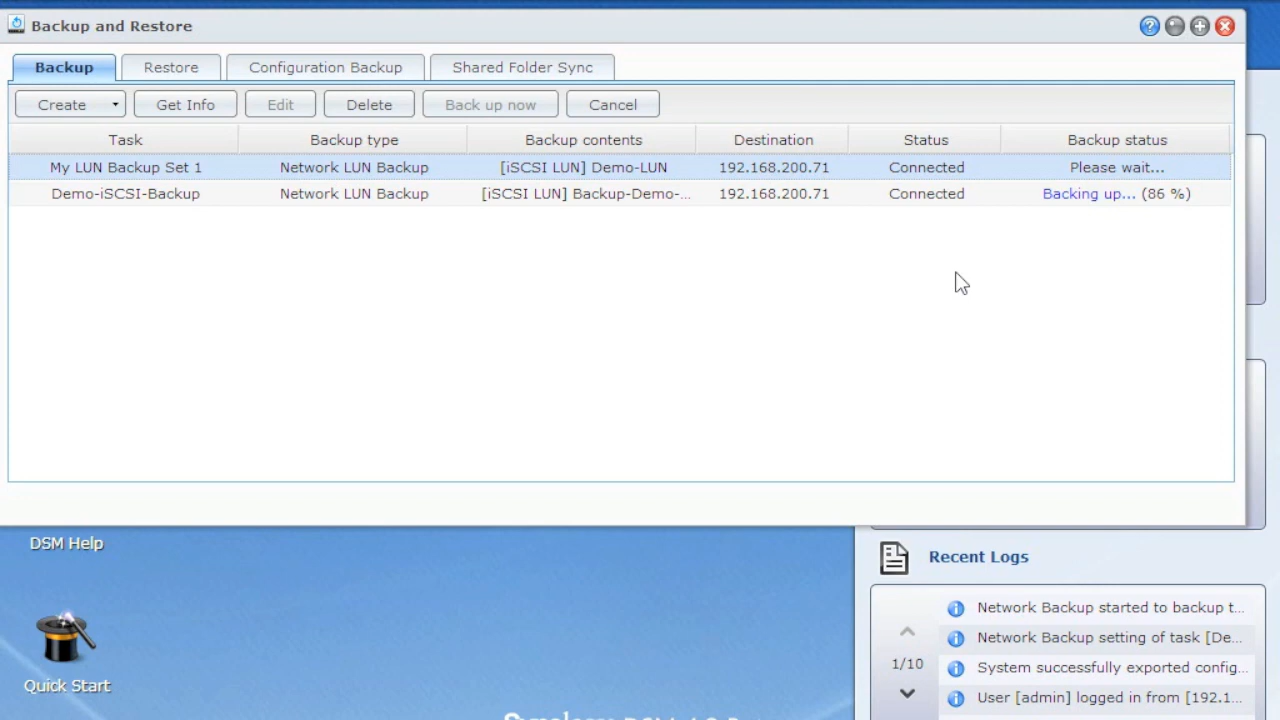 Backup and Restore
Backup Restore Configuration Backup Shared Folder Sync
Create Get Info Edit Delete Back up now Cancel
Task Backup type Backup contents Destination Status Backup status
My LUN Backup Set 1 Network LUN Backup [iSCSI LUN] Demo-LUN 192.168.200.71 Connected Please wait...
Demo-iSCSI-Backup Network LUN Backup [iSCSI LUN] Backup-Demo-... 192.168.200.71 Connected Backing up... (86 %)
DSM Help
Recent Logs
Network Backup started to backup t...
Network Backup setting of task [De...
1/10
System successfully exported config...
Quick Start
User [admin] logged in from [192.1...